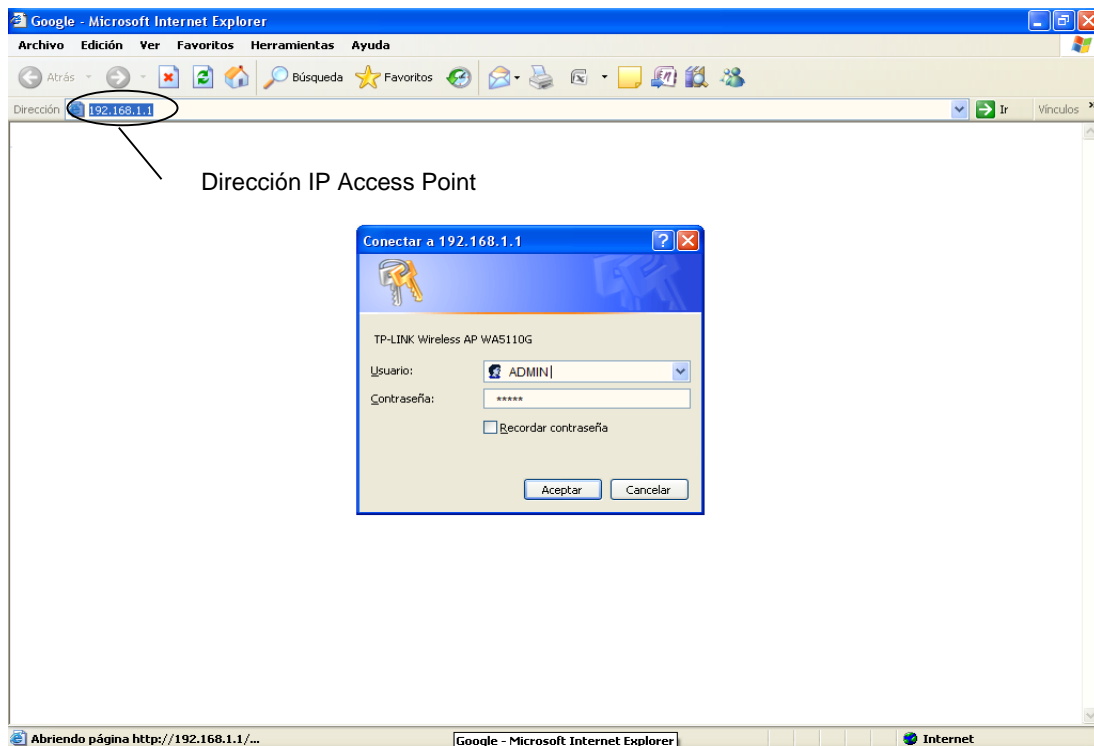 Google - Microsoft Internet Explorer
Archivo Edición Ver Favoritos Herramientas Ayuda
Atrás Búsqueda Favoritos
Dirección 192.168.1.1 Ir Vínculos »
Dirección IP Access Point
Conectar a 192.168.1.1
TP-LINK Wireless AP WA5110G
Usuario: ADMIN
Contraseña: *****
Recordar contraseña
Aceptar Cancelar
Abriendo página http://192.168.1.1/... Google - Microsoft Internet Explorer Internet